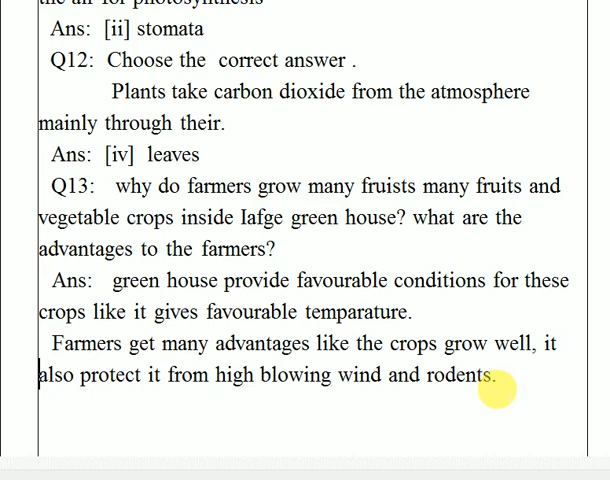 the air for photosynthesis
Ans: [ii] stomata
Q12: Choose the correct answer .
Plants take carbon dioxide from the atmosphere
mainly through their.
Ans: [iv] leaves
Q13: why do farmers grow many fruists many fruits and
vegetable crops inside Iafge green house? what are the
advantages to the farmers?
Ans: green house provide favourable conditions for these
crops like it gives favourable temparature.
Farmers get many advantages like the crops grow well, it
also protect it from high blowing wind and rodents.